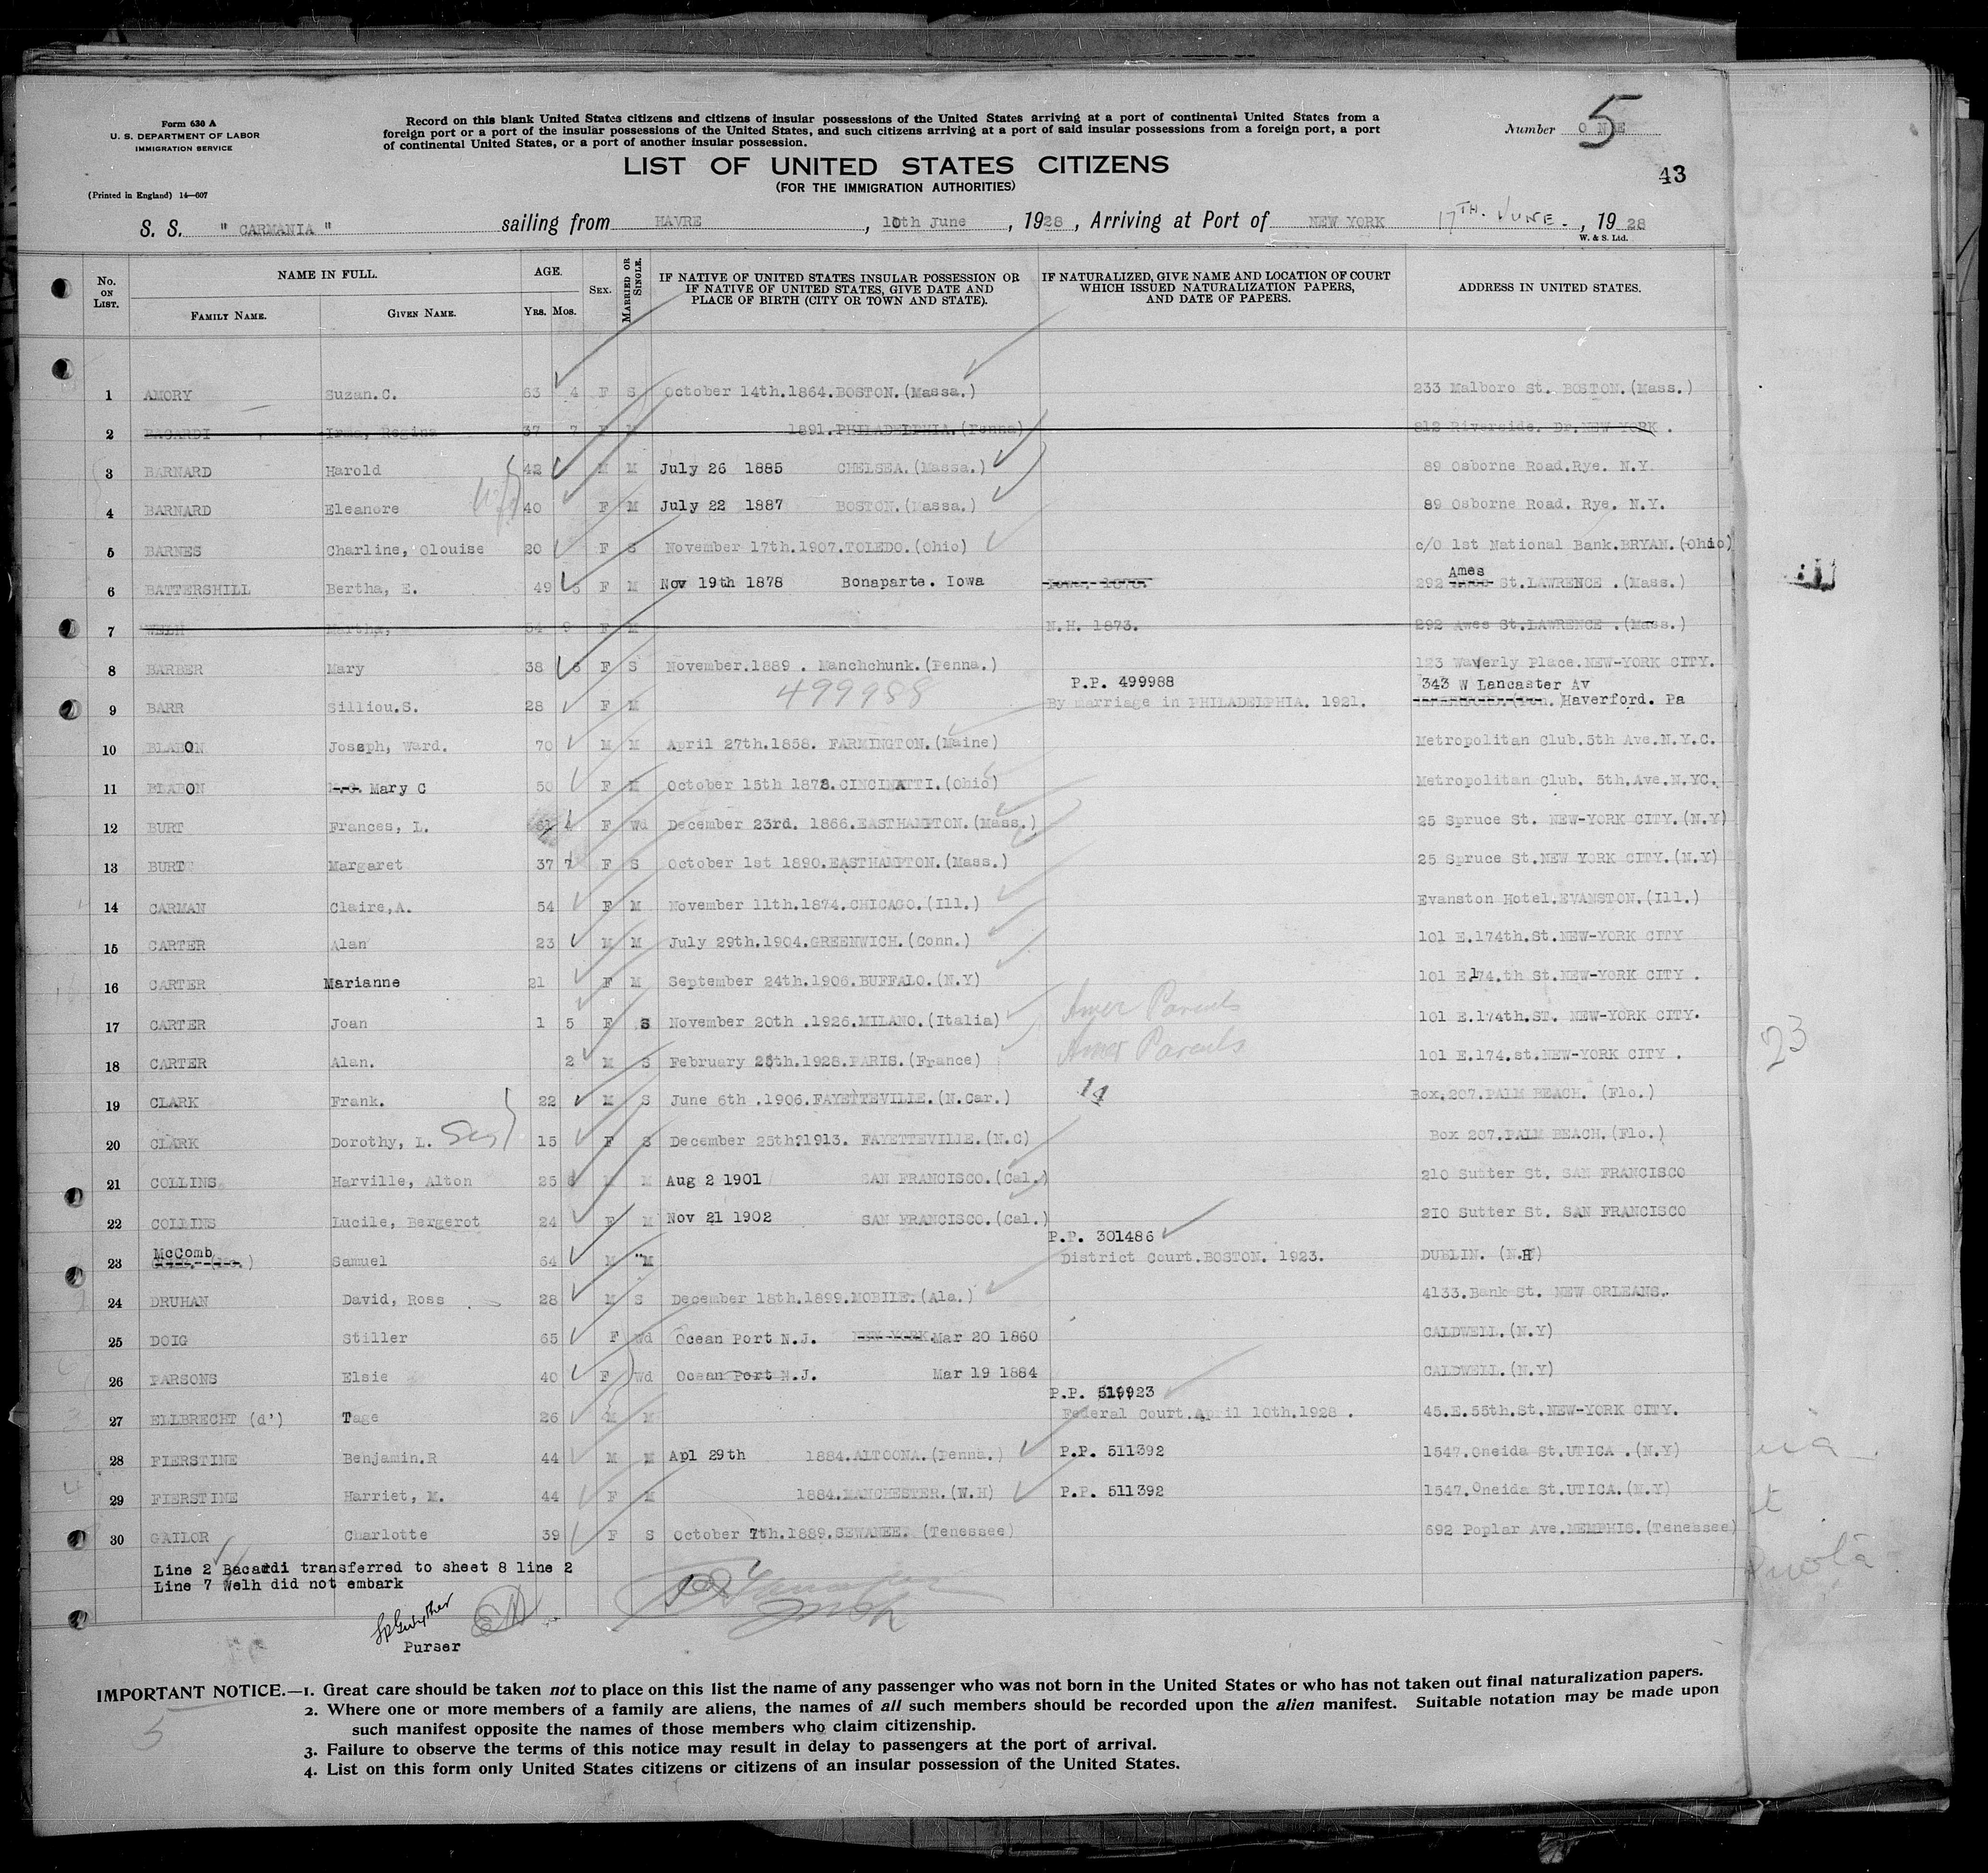 Form 630 A
U. S. DEPARTMENT OF LABOR
IMMIGRATION SERVICE
(Printed in England) 14—607
Record on this blank United States citizens and citizens of insular possessions of the United States arriving at a port of continental United States from a
foreign port or a port of the insular possessions of the United States, and such citizens arriving at a port of said insular possessions from a foreign port, a port
of continental United States, or a port of another insular possession.
Number ONE 5
43
LIST OF UNITED STATES CITIZENS
(FOR THE IMMIGRATION AUTHORITIES)
S. S. " CARMANIA " sailing from HAVRE , 10th June , 1928 , Arriving at Port of NEW YORK 17TH. JUNE. , 1928
W. & S. Ltd.
No. ON LIST. NAME IN FULL. FAMILY NAME. GIVEN NAME. AGE. YRS. MOS. SEX. MARRIED OR SINGLE. IF NATIVE OF UNITED STATES INSULAR POSSESSION OR IF NATIVE OF UNITED STATES, GIVE DATE AND PLACE OF BIRTH (CITY OR TOWN AND STATE). IF NATURALIZED, GIVE NAME AND LOCATION OF COURT WHICH ISSUED NATURALIZATION PAPERS, AND DATE OF PAPERS. ADDRESS IN UNITED STATES.
1 AMORY Suzan.C. 63 4 F S October 14th.1864.BOSTON.(Massa.) 233 Malboro St. BOSTON.(Mass.)
2 BACARDI , Irma, Regina 37 7 F M 1891.PHILADELPHIA.(Penna) 812 Riverside. Dr.NEW YORK .
3 BARNARD Harold 42 M M July 26 1885 CHELSEA.(Massa.) 89 Osborne Road.Rye. N.Y.
4 BARNARD Eleanore 40 F M July 22 1887 BOSTON.(Massa.) 89 Osborne Road. Rye. N.Y.
5 BARNES Charline, Olouise 20 F S November 17th.1907.TOLEDO.(Ohio) c/O 1st National Bank.BRYAN.(Ohio)
6 BATTERSHILL Bertha, E. 49 5 F M Nov 19th 1878 Bonaparte. Iowa Iowa. 1878. 292 Ames St.LAWRENCE .(Mass.)
7 WELH Martha, 54 9 F M N.H. 1873. 292 Awes St.LAWRENCE .(Mass.)
8 BARBER Mary 38 6 F S November.1889 . Manchchunk.(Penna.) 123 Waverly Place.NEW-YORK CITY.
9 BARR Silliou.S. 28 F M 499988 P.P. 499988 By marriage in PHILADELPHIA. 1921. 343 W Lancaster Av Haverford. Pa
10 BLABON Joseph, Ward. 70 M M April 27th.1858. FARMINGTON.(Maine) Metropolitan Club.5th Ave.N.Y.C.
11 BLABON Mary C 50 F M October 15th 1878.CINCINATTI.(Ohio) Metropolitan Club. 5th.Ave.N.YC.
12 BURT Frances, L. 61 4 F Wd December 23rd. 1866.EASTHAMPTON.(Mass.) 25 Spruce St. NEW-YORK CITY.(N.Y)
13 BURT Margaret 37 7 F S October 1st 1890.EASTHAMPTON.(Mass.) 25 Spruce St.NEW YORK CITY.(N.Y)
14 CARMAN Claire,A. 54 F M November 11th.1874.CHICAGO.(Ill.) Evanston Hotel.EVANSTON.(Ill.)
15 CARTER Alan 23 M M July 29th.1904.GREENWICH.(Conn.) 101 E.174th.St.NEW-YORK CITY
16 CARTER Marianne 21 F M September 24th.1906.BUFFALO.(N.Y) 101 E.174.th St.NEW-YORK CITY .
17 CARTER Joan 1 5 F S November 20th .1926.MILANO.(Italia) Amer Parents 101 E.174th.ST. NEW-YORK CITY.
18 CARTER Alan. 2 M S February 25th.1928.PARIS.(France) Amer Parents 101 E.174.st.NEW-YORK CITY .
19 CLARK Frank. 22 M S June 6th .1906.FAYETTEVILLE.(N.Car.) Box.207.PALM BEACH. (Flo.)
20 CLARK Dorothy, L. Sis 15 F S December 25th.1913. FAYETTEVILLE.(N.C) Box 207.PALM BEACH.(Flo.)
21 COLLINS Harville, Alton 25 M M Aug 2 1901 SAN FRANCISCO.(Cal.) 210 Sutter St. SAN FRANCISCO
22 COLLINS Lucile, Bergerot 24 F M Nov 21 1902 SAN FRANCISCO.(Cal.) 210 Sutter St. SAN FRANCISCO
23 McComb Samuel 64 M M P.P. 301486 District Court.BOSTON. 1923. DUBLIN. (N.H)
24 DRUHAN David, Ross 28 M S December 18th.1899.MOBILE.(Ala.) 4133.Bank St. NEW ORLEANS.
25 DOIG Stiller 65 F Wd Ocean Port N.J. NEW-YORK. Mar 20 1860 CALDWELL.(N.Y)
26 PARSONS Elsie 40 F Wd Ocean Port N.J. Mar 19 1884 CALDWELL.(N.Y)
27 ELLBRECHT (d') Tage 26 M M P.P. 519923 Federal Court.April 10th.1928 . 45.E.55th.St.NEW-YORK CITY.
28 FIERSTINE Benjamin.R 44 M M Apl 29th 1884.ALTOONA.(Penna.) P.P. 511392 1547.Oneida St.UTICA .(N.Y)
29 FIERSTINE Harriet, M. 44 F M 1884.MANCHESTER.(N.H) P.P. 511392 1547.Oneida St.UTICA.(N.Y)
30 GAILOR Charlotte 39 F S October 7th.1889.SEWANEE. (Tenessee) 692 Poplar Ave.MEMPHIS.(Tenessee)
23
Line 2 Bacardi transferred to sheet 8 line 2
Line 7 Welh did not embark
Purser
IMPORTANT NOTICE.—1. Great care should be taken not to place on this list the name of any passenger who was not born in the United States or who has not taken out final naturalization papers.
2. Where one or more members of a family are aliens, the names of all such members should be recorded upon the alien manifest. Suitable notation may be made upon
such manifest opposite the names of those members who claim citizenship.
3. Failure to observe the terms of this notice may result in delay to passengers at the port of arrival.
4. List on this form only United States citizens or citizens of an insular possession of the United States.
5